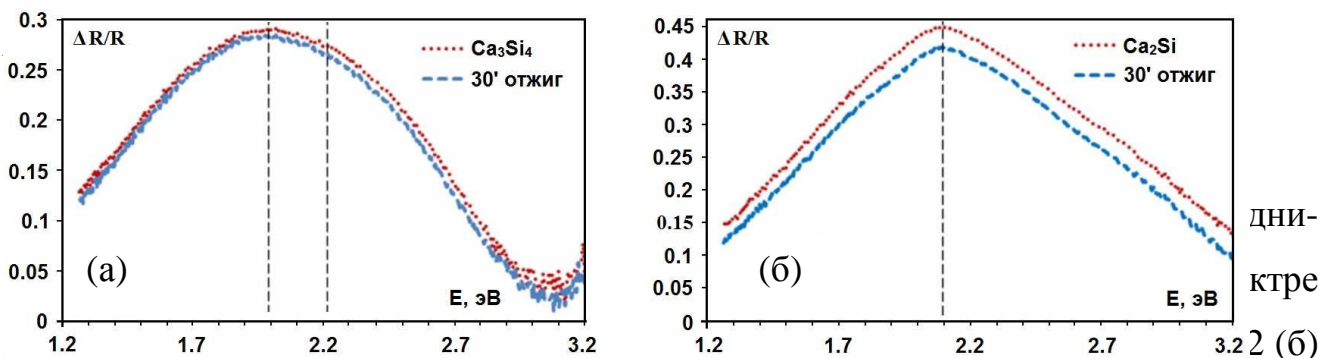 ΔR/R
Ca₃Si₄
30' отжиг
0.3
0.25
0.2
0.15
0.1
0.05
0
(а)
Е, эВ
1.2 1.7 2.2 2.7 3.2
ΔR/R
Ca₂Si
30' отжиг
0.45
0.4
0.35
0.3
0.25
0.2
0.15
0.1
0.05
0
(б)
Е, эВ
1.2 1.7 2.2 2.7 3.2
дни-
ктре
2 (б)